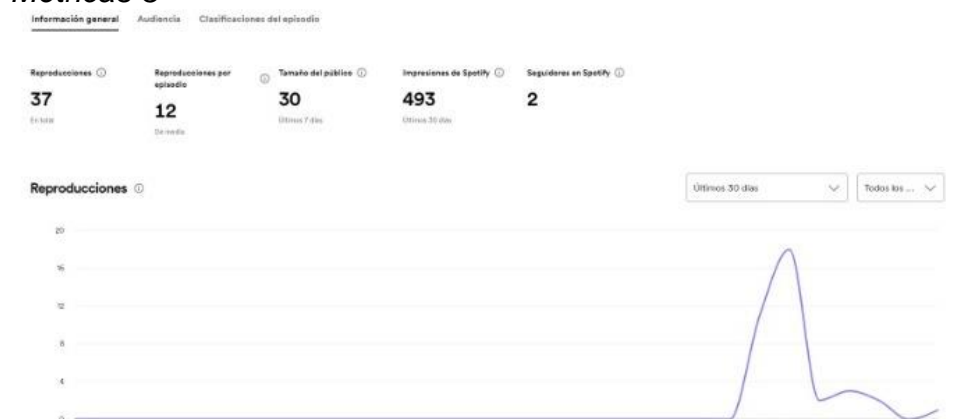 Métricas 3
Información general Audiencia Clasificaciones del episodio
Reproducciones
37
En total
Reproducciones por episodio
12
De media
Tamaño del público
30
Últimos 7 días
Impresiones de Spotify
493
Últimos 30 días
Seguidores en Spotify
2
Reproducciones
Últimos 30 días
Todos los ...
20
16
12
8
4
0